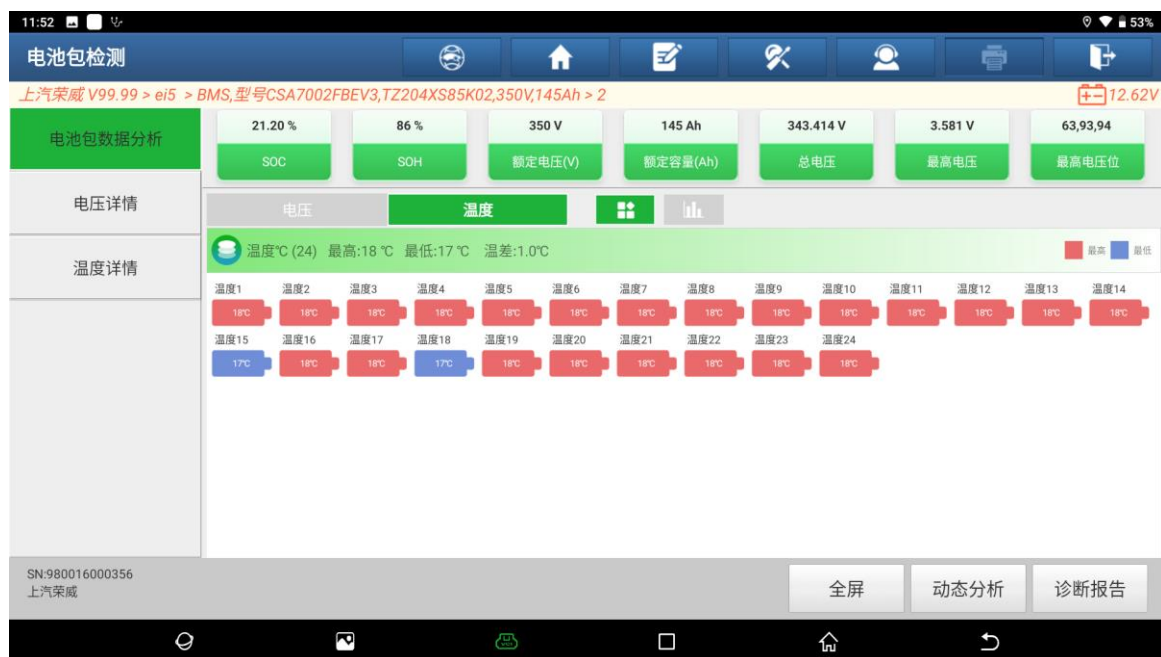 11:52 53%
电池包检测
上汽荣威 V99.99 > ei5 > BMS,型号CSA7002FBEV3,TZ204XS85K02,350V,145Ah > 2 12.62V
电池包数据分析
电压详情
温度详情
21.20 % 86 % 350 V 145 Ah 343.414 V 3.581 V 63,93,94
SOC SOH 额定电压(V) 额定容量(Ah) 总电压 最高电压 最高电压位
电压 温度
温度℃ (24) 最高:18 ℃ 最低:17 ℃ 温差:1.0℃ 最高 最低
温度1 温度2 温度3 温度4 温度5 温度6 温度7 温度8 温度9 温度10 温度11 温度12 温度13 温度14
18℃ 18℃ 18℃ 18℃ 18℃ 18℃ 18℃ 18℃ 18℃ 18℃ 18℃ 18℃ 18℃ 18℃
温度15 温度16 温度17 温度18 温度19 温度20 温度21 温度22 温度23 温度24
17℃ 18℃ 18℃ 17℃ 18℃ 18℃ 18℃ 18℃ 18℃ 18℃
SN:980016000356
上汽荣威
全屏 动态分析 诊断报告